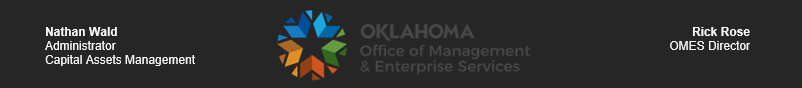 Nathan Wald
Administrator
Capital Assets Management
OKLAHOMA
Office of Management
& Enterprise Services
Rick Rose
OMES Director